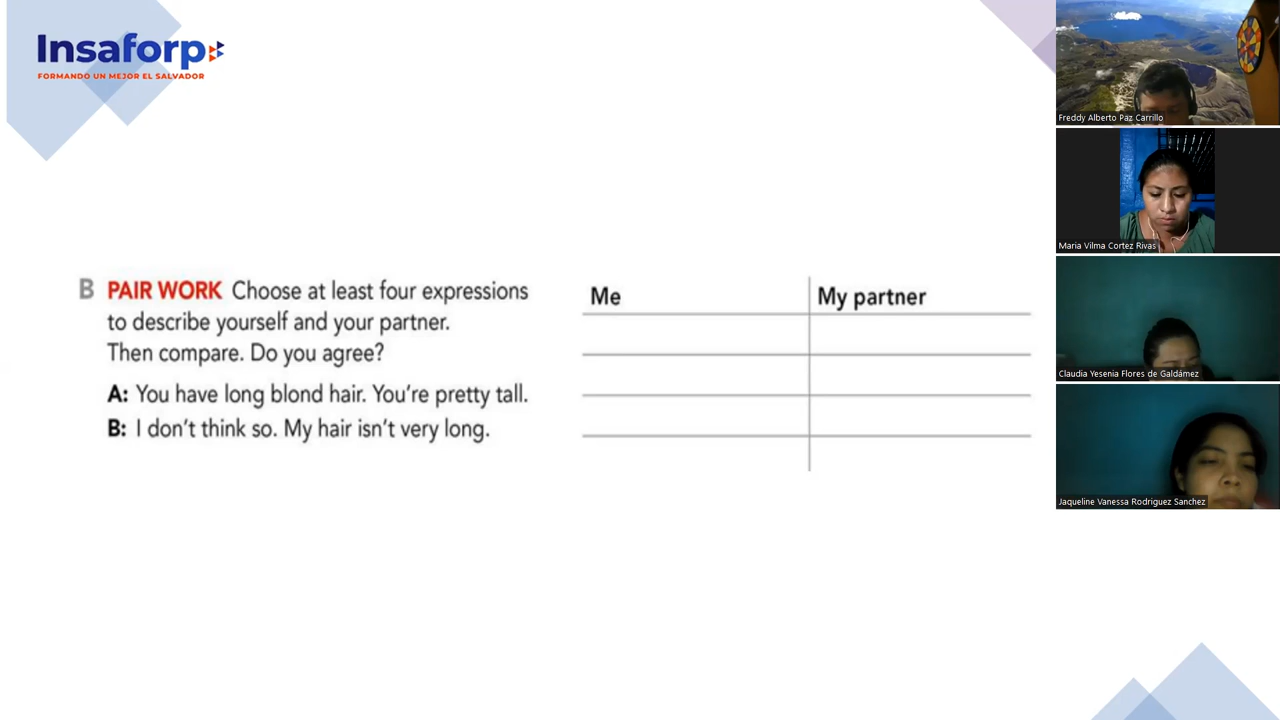 Insaforp
FORMANDO UN MEJOR EL SALVADOR
B PAIR WORK Choose at least four expressions
to describe yourself and your partner.
Then compare. Do you agree?
A: You have long blond hair. You're pretty tall.
B: I don't think so. My hair isn't very long.
Me
My partner
Freddy Alberto Paz Carrillo
Maria Vilma Cortez Rivas
Claudia Yesenia Flores de Galdámez
Jaqueline Vanessa Rodriguez Sanchez